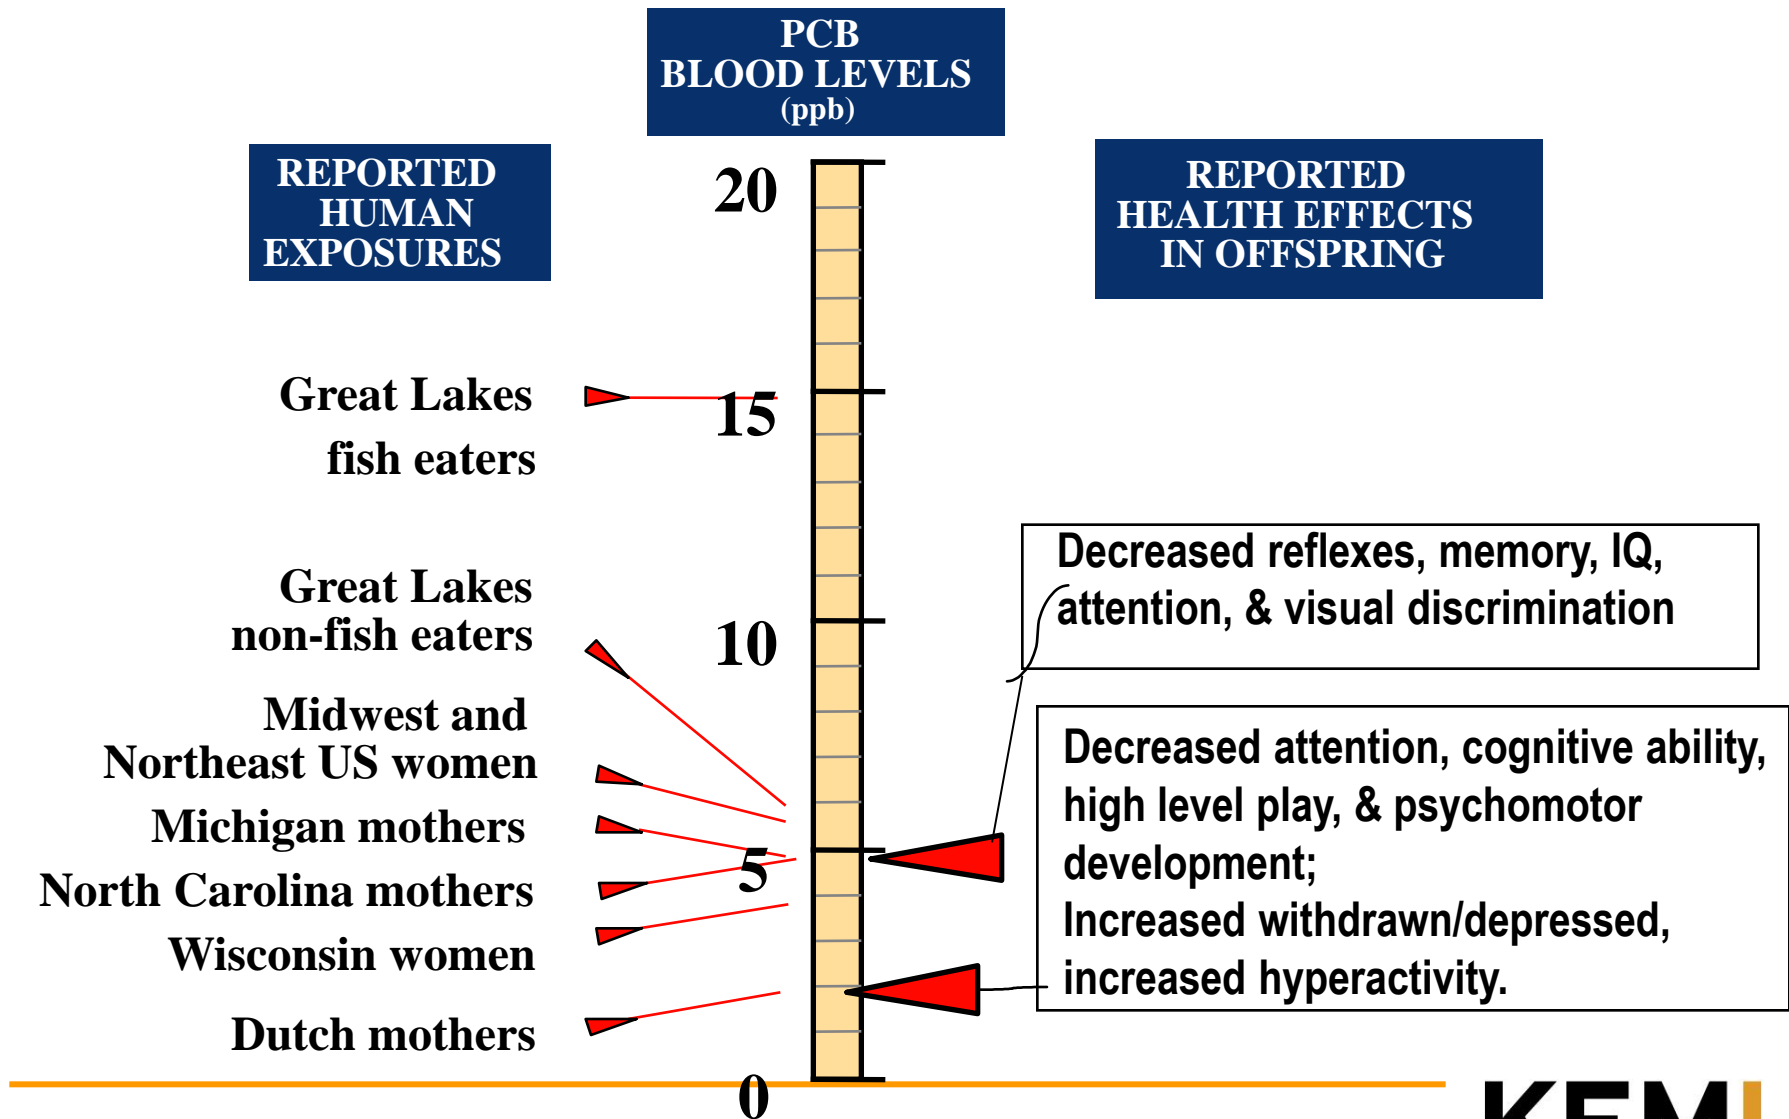 PCB
BLOOD LEVELS
(ppb)
REPORTED
HUMAN
EXPOSURES
REPORTED
HEALTH EFFECTS
IN OFFSPRING
20
15
10
5
0
Great Lakes
fish eaters
Great Lakes
non-fish eaters
Midwest and
Northeast US women
Michigan mothers
North Carolina mothers
Wisconsin women
Dutch mothers
Decreased reflexes, memory, IQ,
attention, & visual discrimination
Decreased attention, cognitive ability,
high level play, & psychomotor
development;
Increased withdrawn/depressed,
increased hyperactivity.
KEMI